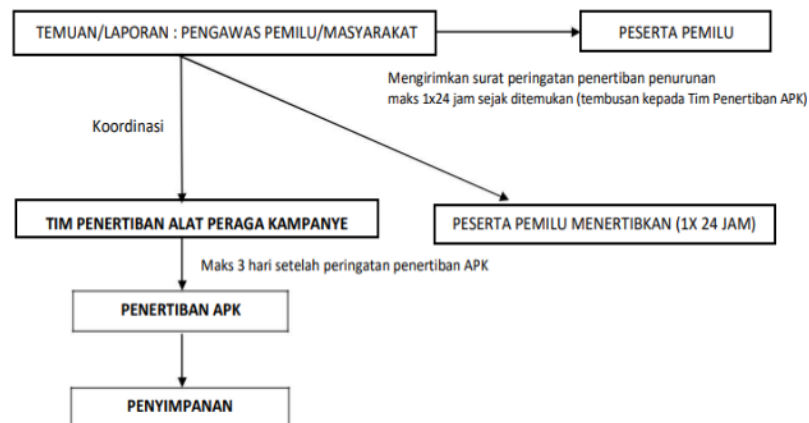 TEMUAN/LAPORAN : PENGAWAS PEMILU/MASYARAKAT
PESERTA PEMILU
Mengirimkan surat peringatan penertiban penurunan
maks 1x24 jam sejak ditemukan (tembusan kepada Tim Penertiban APK)
Koordinasi
TIM PENERTIBAN ALAT PERAGA KAMPANYE
PESERTA PEMILU MENERTIBKAN (1X 24 JAM)
Maks 3 hari setelah peringatan penertiban APK
PENERTIBAN APK
PENYIMPANAN